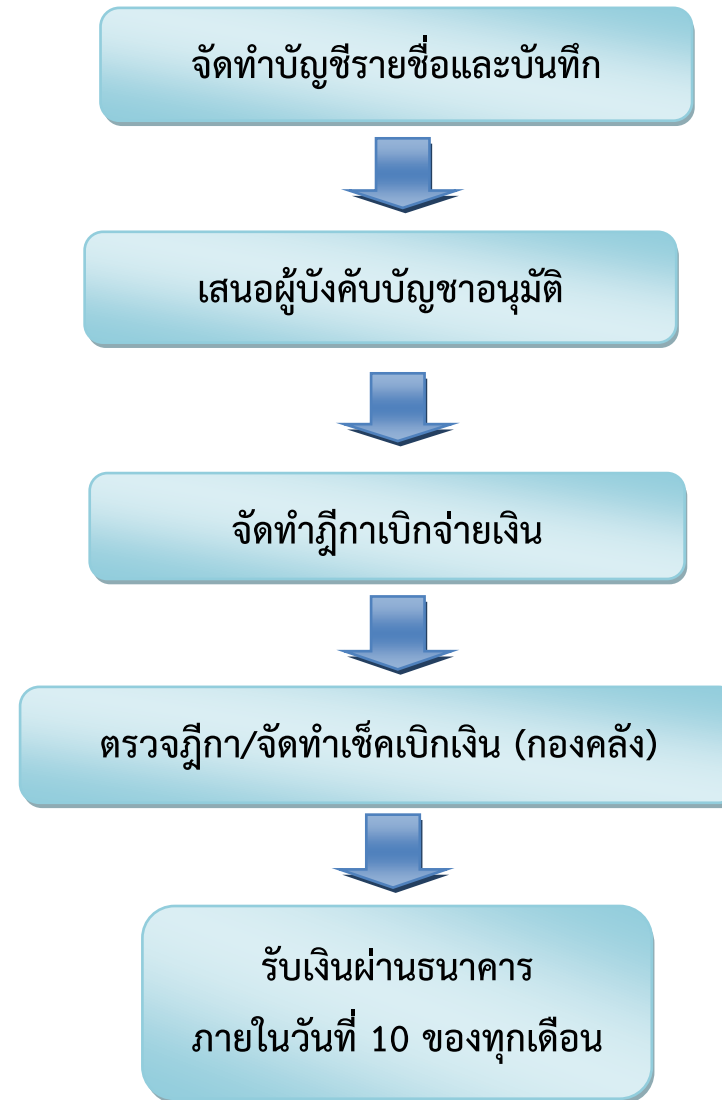 จัดทำบัญชีรายชื่อและบันทึก
เสนอผู้บังคับบัญชาอนุมัติ
จัดทำฎีกาเบิกจ่ายเงิน
ตรวจฎีกา/จัดทำเช็คเบิกเงิน (กองคลัง)
รับเงินผ่านธนาคาร
ภายในวันที่ 10 ของทุกเดือน